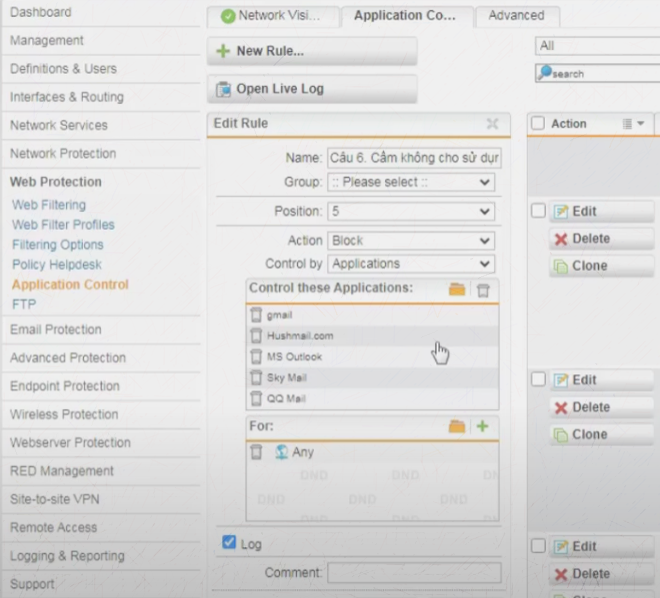 Dashboard
Management
Definitions & Users
Interfaces & Routing
Network Services
Network Protection
Web Protection
Web Filtering
Web Filter Profiles
Filtering Options
Policy Helpdesk
Application Control
FTP
Email Protection
Advanced Protection
Endpoint Protection
Wireless Protection
Webserver Protection
RED Management
Site-to-site VPN
Remote Access
Logging & Reporting
Support
Network Visi... Application Co... Advanced
New Rule...
Open Live Log
Edit Rule
Name: Câu 6. Cấm không cho sử dụr
Group: :: Please select ::
Position: 5
Action Block
Control by Applications
Control these Applications:
gmail
Hushmail.com
MS Outlook
Sky Mail
QQ Mail
For:
Any
DND DND DN
DND DND DND
Log
Comment:
All
search
Action
Edit
Delete
Clone
Edit
Delete
Clone
Edit
Delete